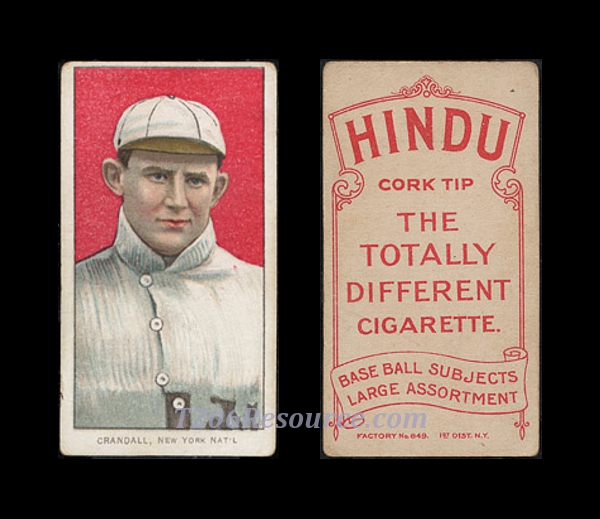 CRANDALL, NEW YORK NAT'L
HINDU
CORK TIP
THE
TOTALLY
DIFFERENT
CIGARETTE.
BASE BALL SUBJECTS
LARGE ASSORTMENT
FACTORY No. 649. 1ST DIST. N.Y.
T206Resource.com